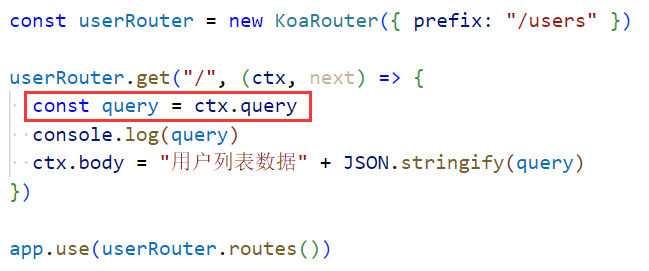 const userRouter = new KoaRouter({ prefix: "/users" })
userRouter.get("/", (ctx, next) => {
const query = ctx.query
console.log(query)
ctx.body = "用户列表数据" + JSON.stringify(query)
})
app.use(userRouter.routes())